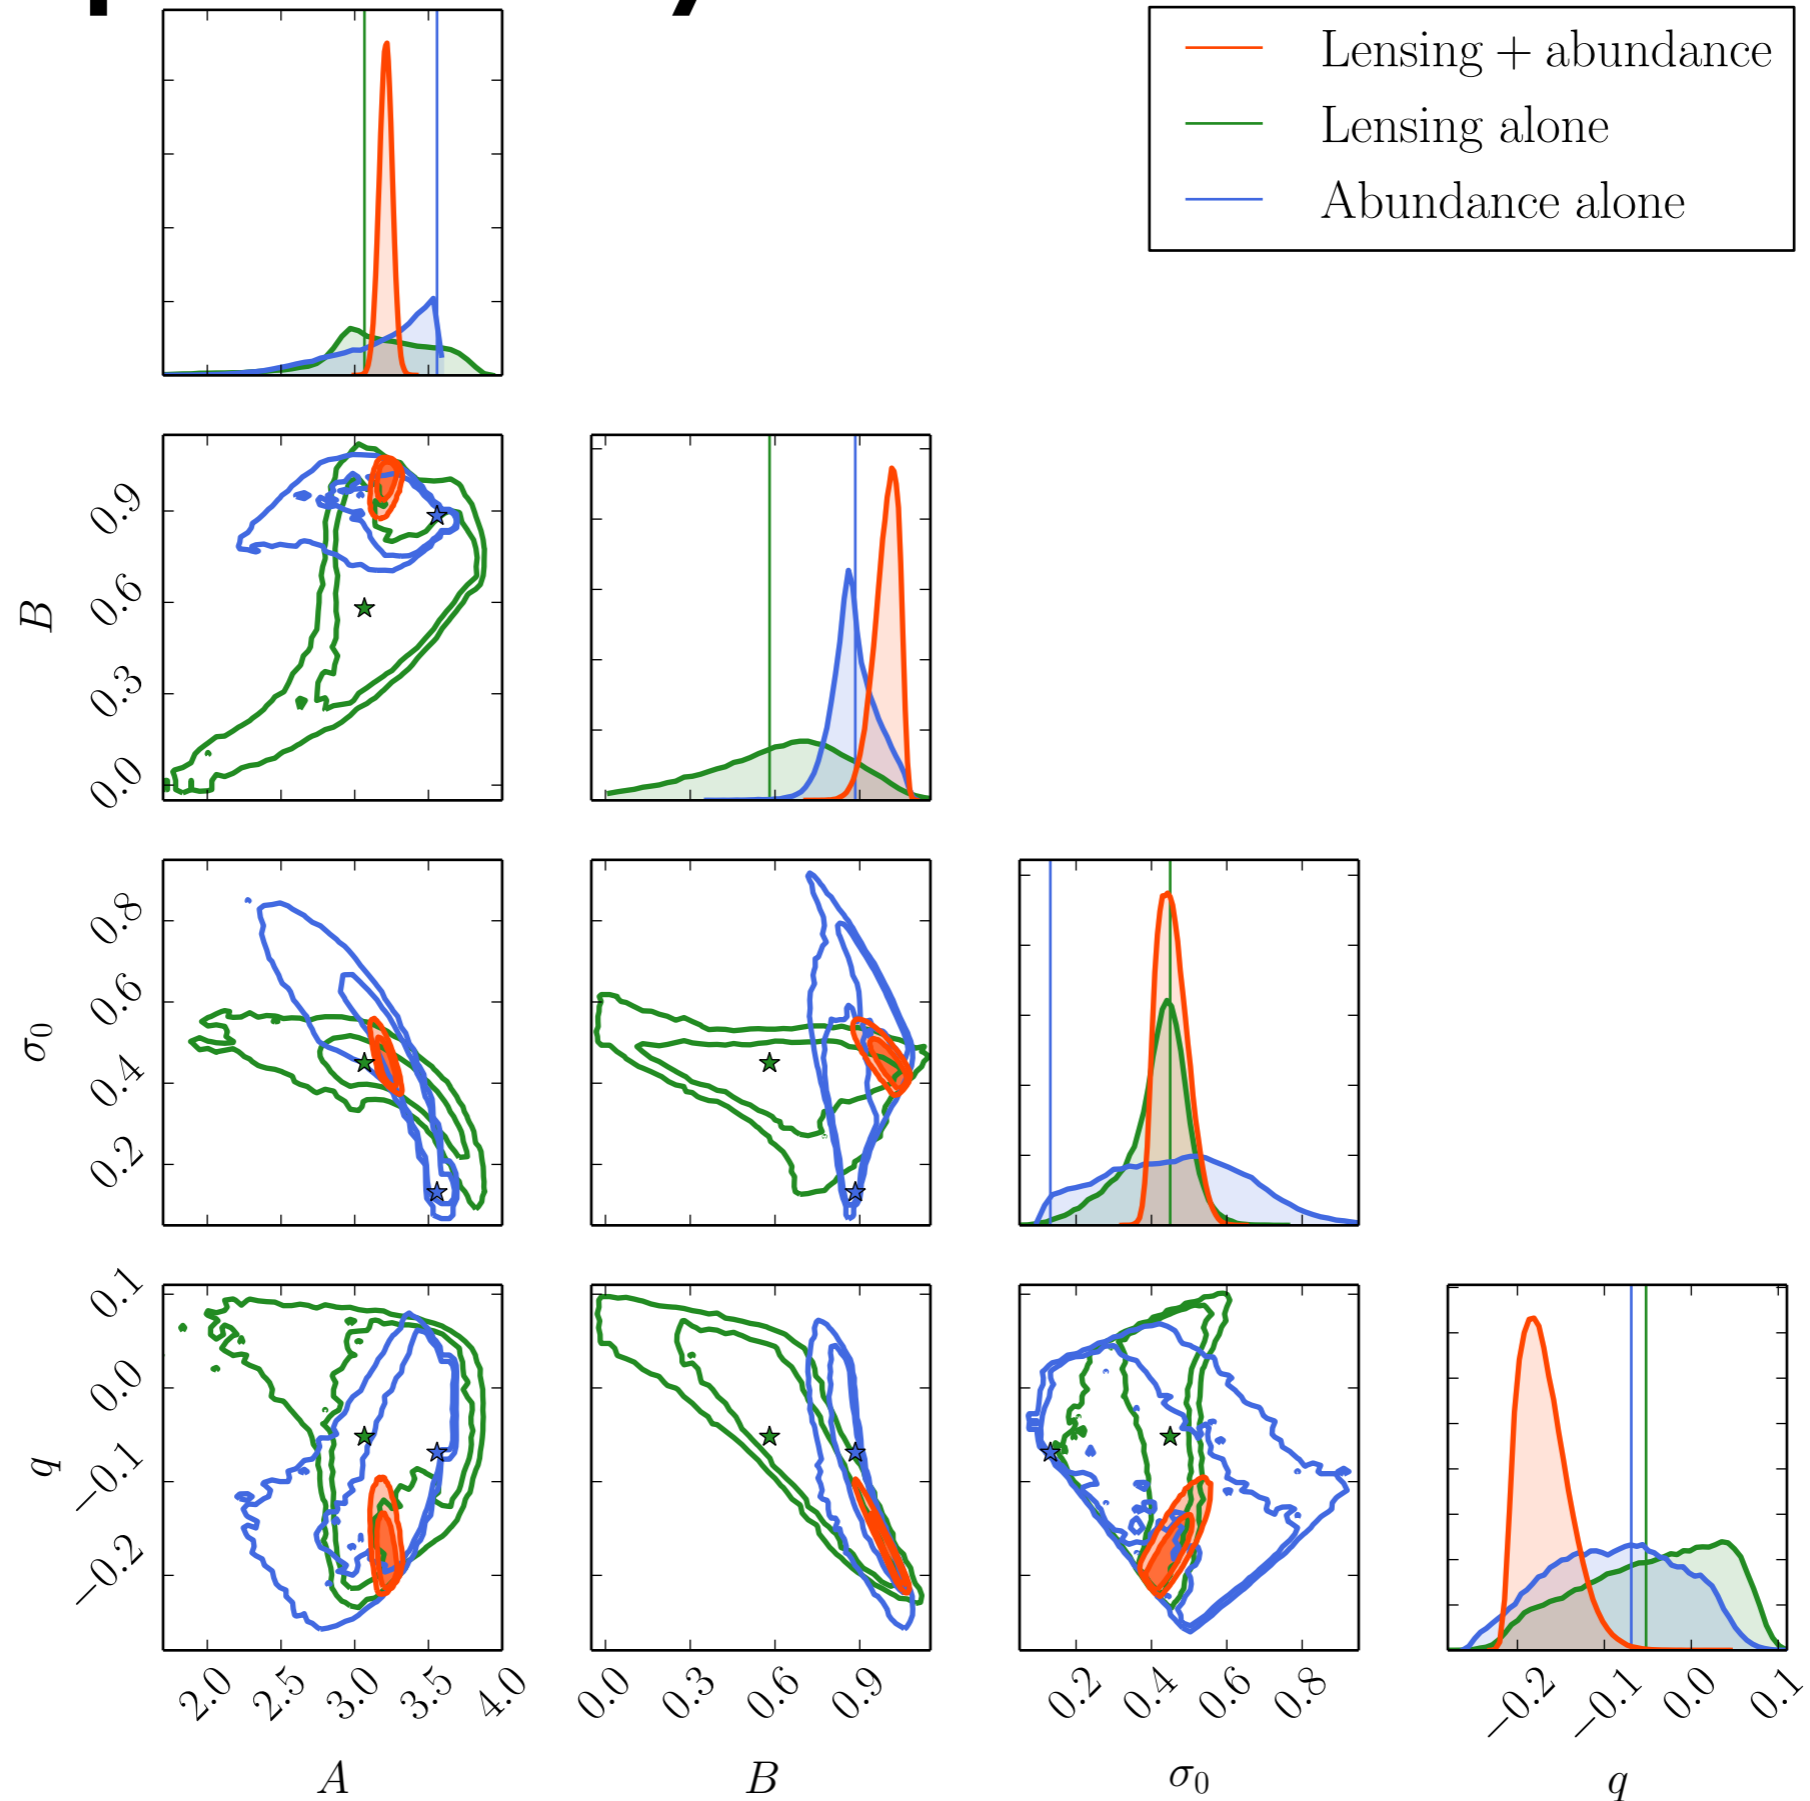 Lensing + abundance
Lensing alone
Abundance alone
B
0.9
0.6
0.3
0.0
σ₀
0.8
0.6
0.4
0.2
q
0.1
0.0
−0.1
−0.2
2.0 2.5 3.0 3.5 4.0
0.0 0.3 0.6 0.9
0.2 0.4 0.6 0.8
−0.2 −0.1 0.0 0.1
A B σ₀ q